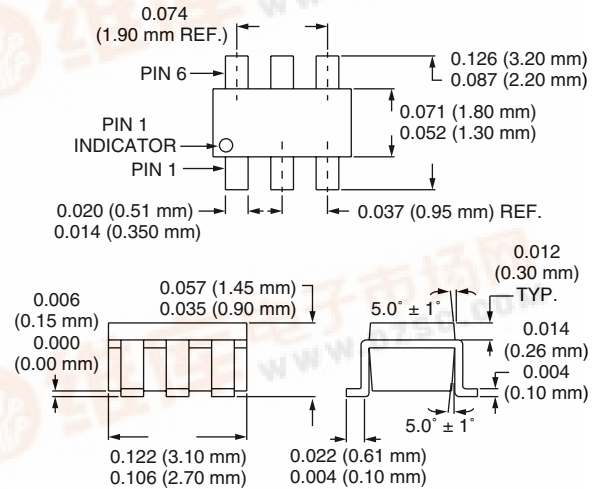 0.074
(1.90 mm REF.)
PIN 6
0.126 (3.20 mm)
0.087 (2.20 mm)
0.071 (1.80 mm)
0.052 (1.30 mm)
PIN 1
INDICATOR
PIN 1
0.020 (0.51 mm)
0.014 (0.350 mm)
0.037 (0.95 mm) REF.
0.012
(0.30 mm)
TYP.
0.057 (1.45 mm)
0.035 (0.90 mm)
5.0° ± 1°
0.006
(0.15 mm)
0.000
(0.00 mm)
0.014
(0.26 mm)
0.004
(0.10 mm)
5.0° ± 1°
0.122 (3.10 mm)
0.106 (2.70 mm)
0.022 (0.61 mm)
0.004 (0.10 mm)